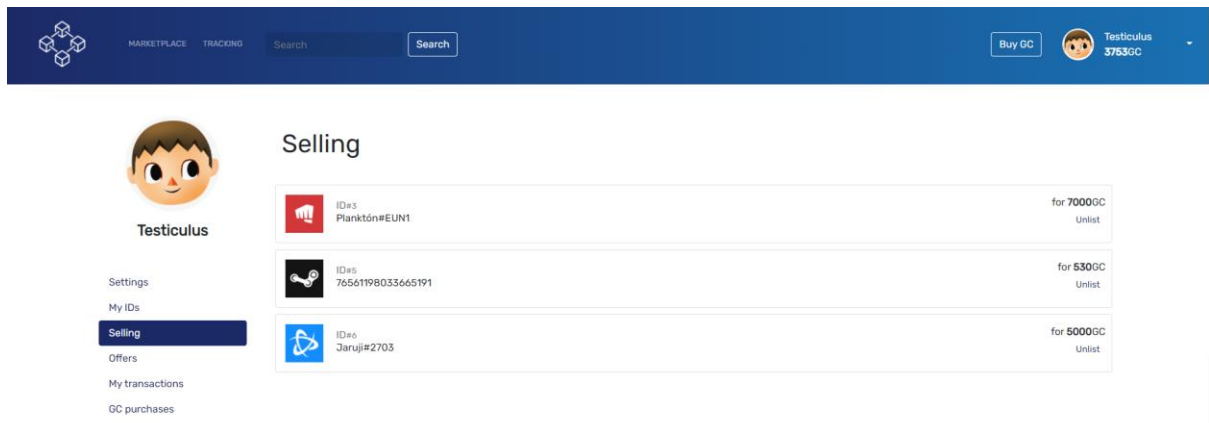 MARKETPLACE TRACKING Search Search Buy GC Testiculus
3753GC
Testiculus
Settings
My IDs
Selling
Offers
My transactions
GC purchases
Selling
ID#3
Planktón#EUN1
for 7000GC
Unlist
ID#5
76561198033665191
for 530GC
Unlist
ID#6
Jaruji#2703
for 5000GC
Unlist